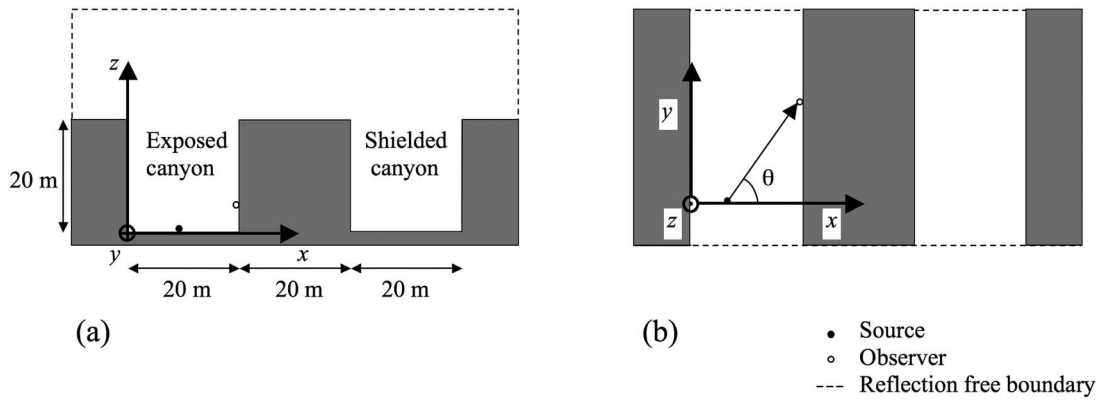 z
Exposed
canyon
Shielded
canyon
20 m
y
x
20 m
20 m
20 m
(a)
y
θ
z
x
(b)
Source
Observer
Reflection free boundary